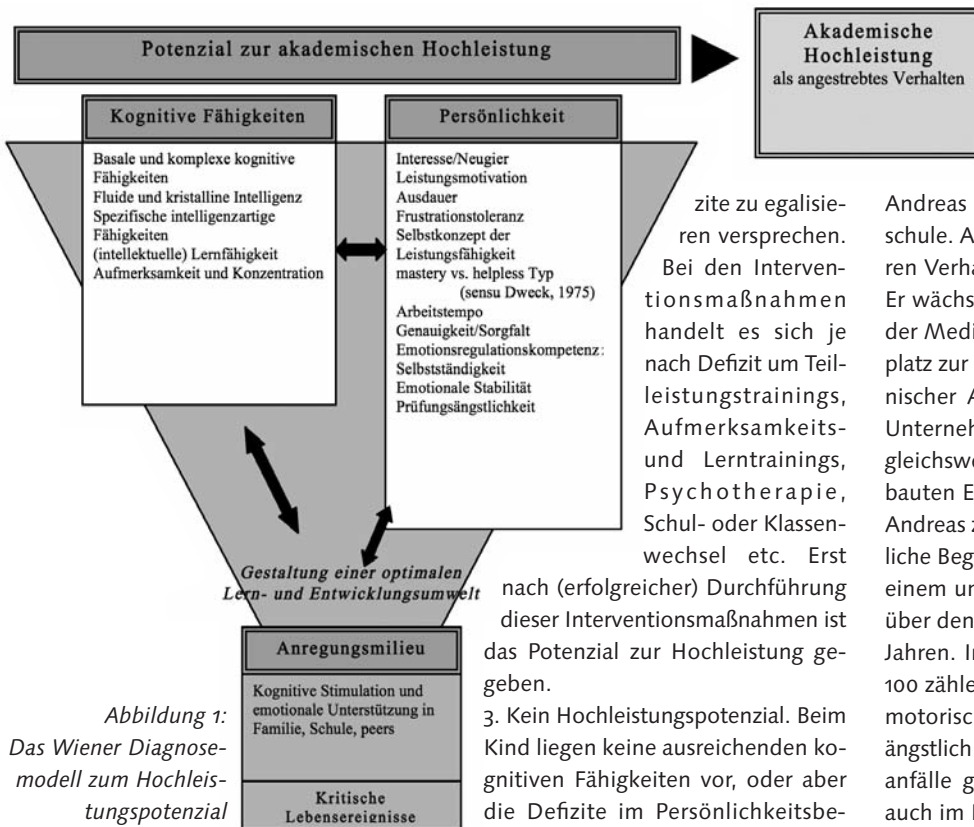 Potenzial zur akademischen Hochleistung
Akademische
Hochleistung
als angestrebtes Verhalten
Kognitive Fähigkeiten
Basale und komplexe kognitive
Fähigkeiten
Fluide und kristalline Intelligenz
Spezifische intelligenzartige
Fähigkeiten
(intellektuelle) Lernfähigkeit
Aufmerksamkeit und Konzentration
Persönlichkeit
Interesse/Neugier
Leistungsmotivation
Ausdauer
Frustrationstoleranz
Selbstkonzept der
Leistungsfähigkeit
mastery vs. helpless Typ
(sensu Dweck, 1975)
Arbeitstempo
Genauigkeit/Sorgfalt
Emotionsregulationskompetenz:
Selbstständigkeit
Emotionale Stabilität
Prüfungsängstlichkeit
Gestaltung einer optimalen
Lern- und Entwicklungsumwelt
Anregungsmilieu
Kognitive Stimulation und
emotionale Unterstützung in
Familie, Schule, peers
Kritische
Lebensereignisse
Abbildung 1:
Das Wiener Diagnose-
modell zum Hochleis-
tungspotenzial
zite zu egalisie-
ren versprechen.
Bei den Interven-
tionsmaßnahmen
handelt es sich je
nach Defizit um Teil-
leistungstrainings,
Aufmerksamkeits-
und Lerntrainings,
Psychotherapie,
Schul- oder Klassen-
wechsel etc. Erst
nach (erfolgreicher) Durchführung
dieser Interventionsmaßnahmen ist
das Potenzial zur Hochleistung ge-
geben.
3. Kein Hochleistungspotenzial. Beim
Kind liegen keine ausreichenden ko-
gnitiven Fähigkeiten vor, oder aber
die Defizite im Persönlichkeitsbe-
Andreas
schule. A
ren Verha
Er wächs
der Medi
platz zur
nischer A
Unterneh
gleichswe
bauten E
Andreas z
liche Beg
einem un
über den
Jahren. In
100 zähle
motorisch
ängstlich
anfälle g
auch im